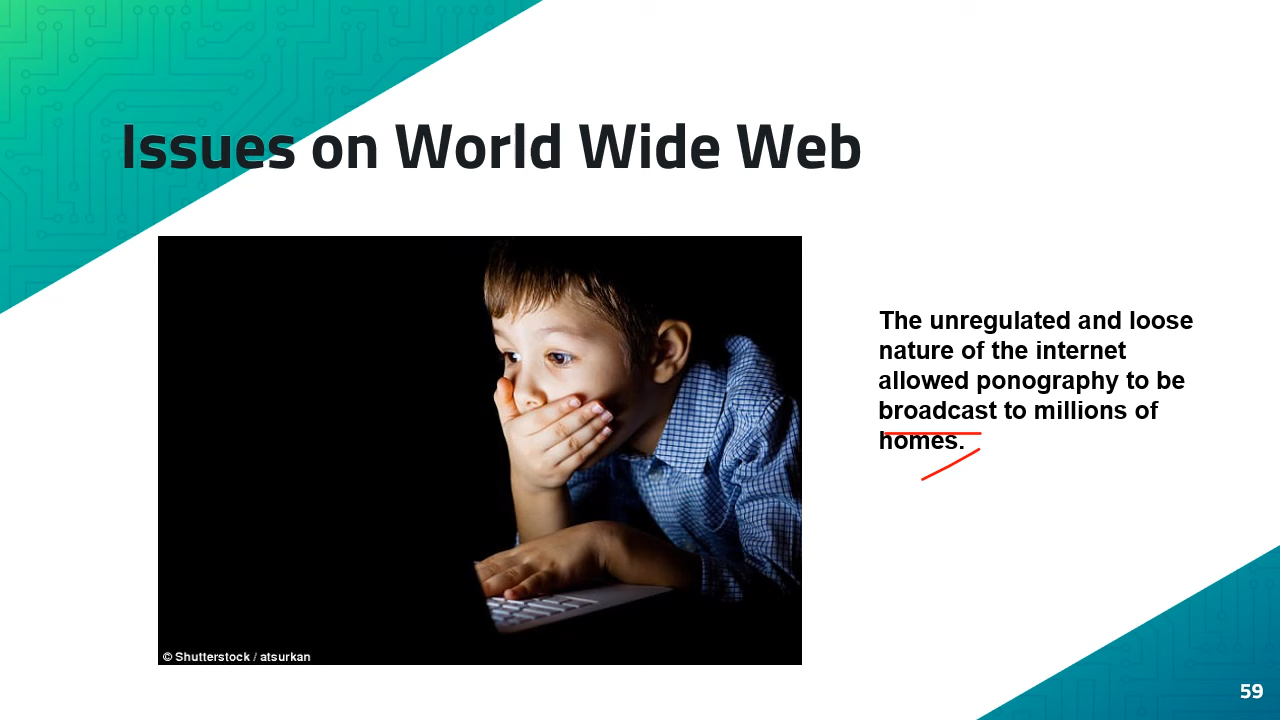 Issues on World Wide Web
The unregulated and loose
nature of the internet
allowed ponography to be
broadcast to millions of
homes.
© Shutterstock / atsurkan
59